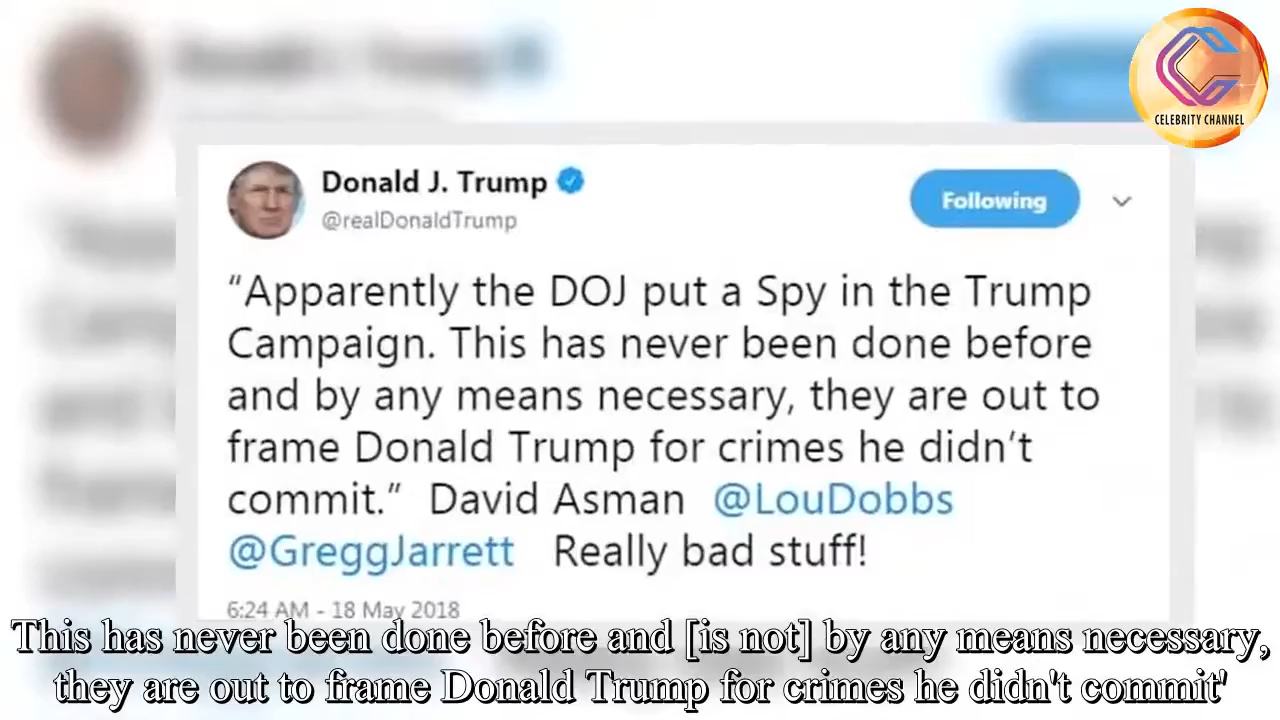 CELEBRITY CHANNEL
Donald J. Trump
@realDonaldTrump
Following
“Apparently the DOJ put a Spy in the Trump
Campaign. This has never been done before
and by any means necessary, they are out to
frame Donald Trump for crimes he didn’t
commit.” David Asman @LouDobbs
@GreggJarrett Really bad stuff!
6:24 AM - 18 May 2018
This has never been done before and [is not] by any means necessary,
they are out to frame Donald Trump for crimes he didn't commit'